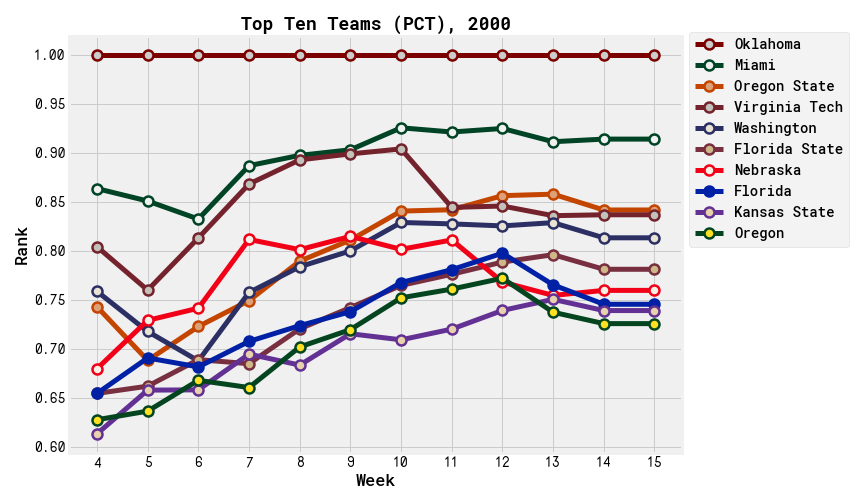 Top Ten Teams (PCT), 2000
Oklahoma
Miami
Oregon State
Virginia Tech
Washington
Florida State
Nebraska
Florida
Kansas State
Oregon
Rank
1.00
0.95
0.90
0.85
0.80
0.75
0.70
0.65
0.60
4 5 6 7 8 9 10 11 12 13 14 15
Week